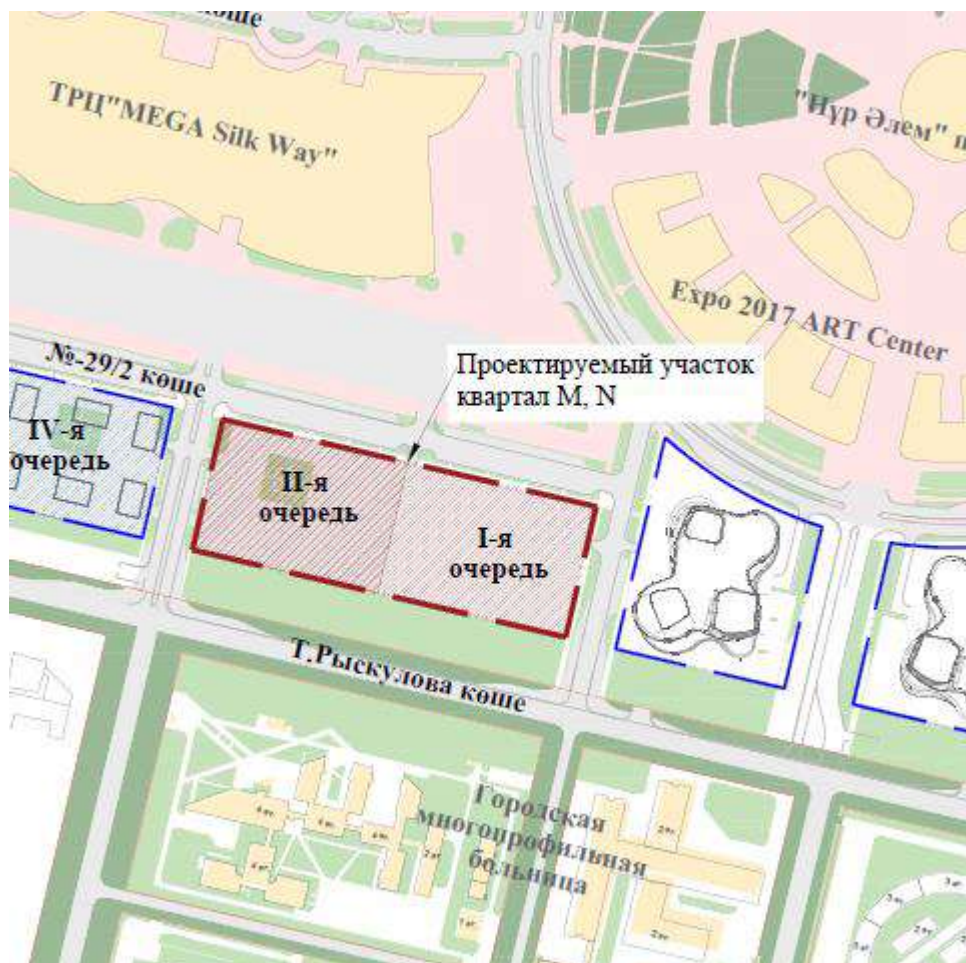 көше
ТРЦ"MEGA Silk Way"
"Нұр Әлем" п
Expo 2017 ART Center
№-29/2 көше
Проектируемый участок
квартал M, N
IV-я
очередь
II-я
очередь
I-я
очередь
Т.Рыскулова көше
Городская
многопрофильная
больница